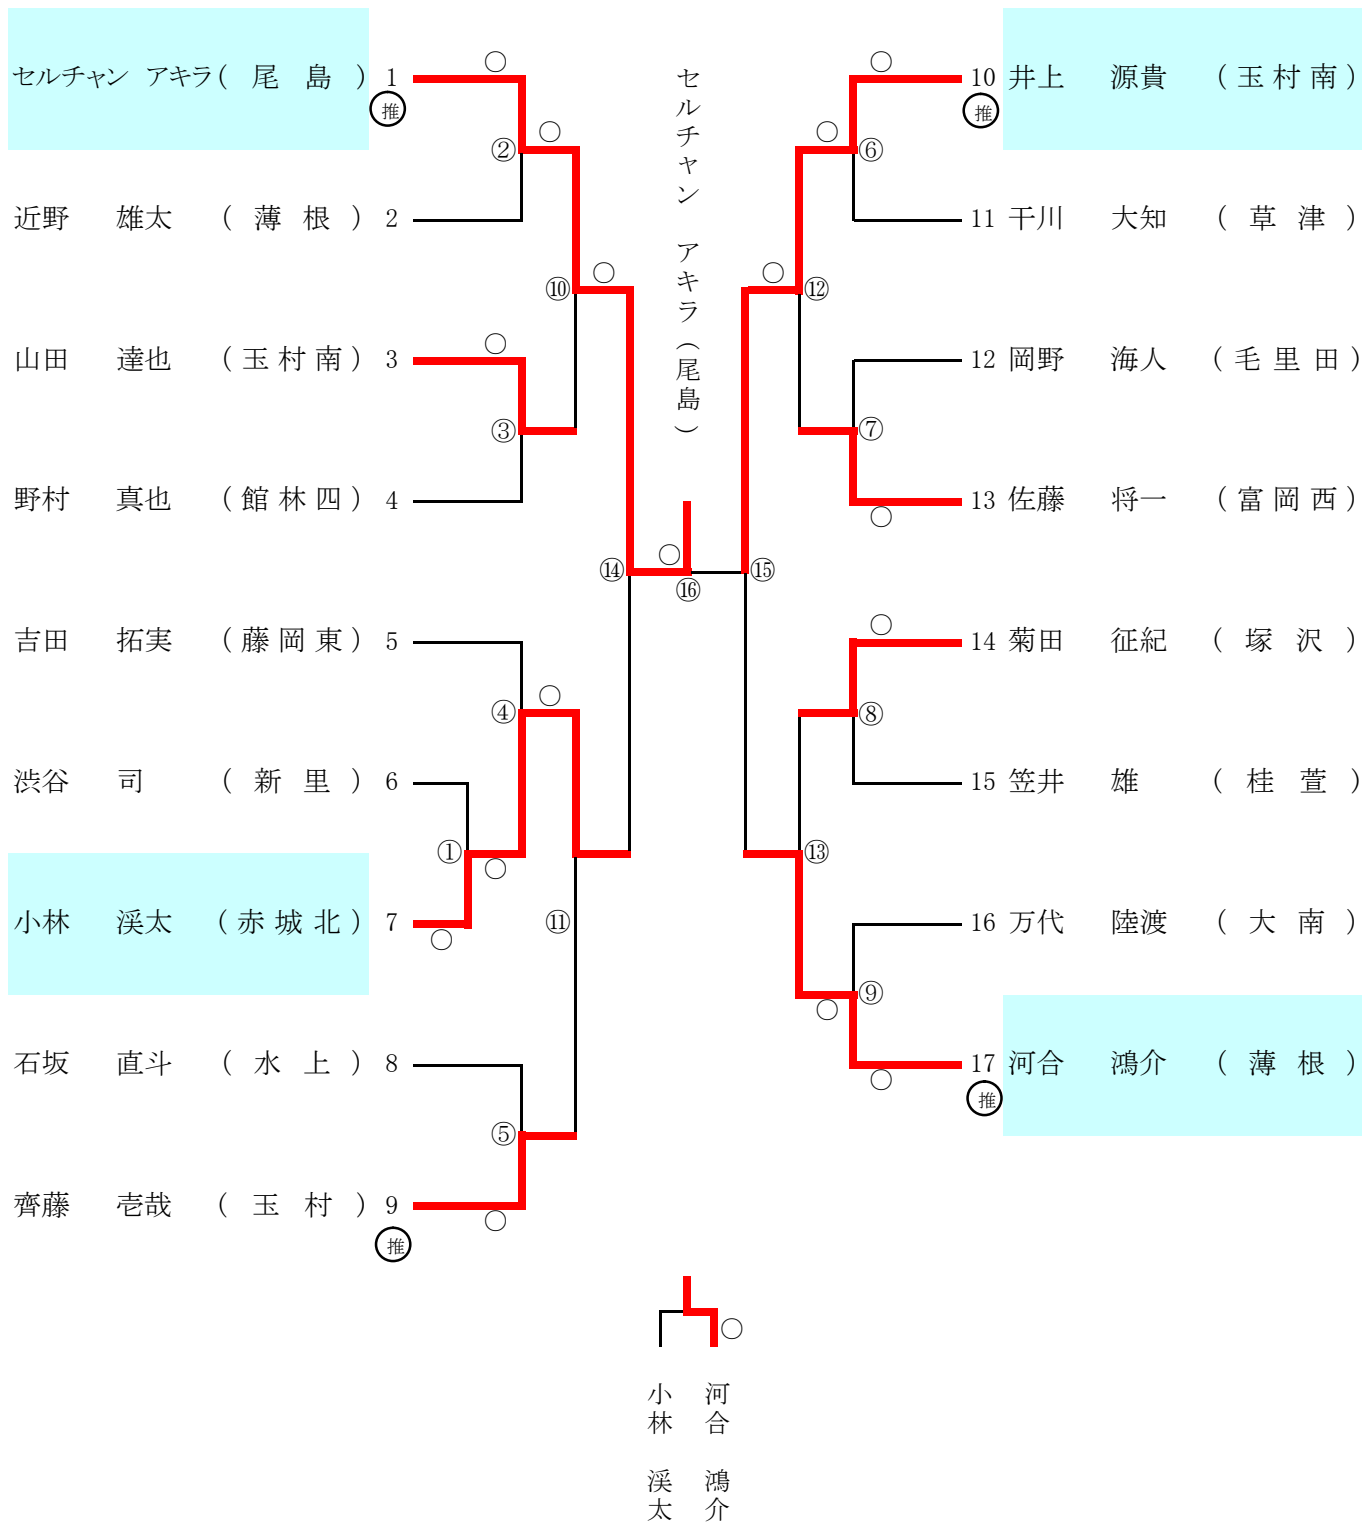 セルチャン アキラ ( 尾 島 ) 1
推
近野 雄太 ( 薄 根 ) 2
山田 達也 ( 玉 村 南 ) 3
野村 真也 ( 館 林 四 ) 4
吉田 拓実 ( 藤 岡 東 ) 5
渋谷 司 ( 新 里 ) 6
小林 渓太 ( 赤 城 北 ) 7
石坂 直斗 ( 水 上 ) 8
齊藤 壱哉 ( 玉 村 ) 9
推
②
③
①
④
⑤
⑩
⑪
⑭
セルチャン アキラ(尾島)
⑯
⑮
⑫
⑬
⑥
⑦
⑧
⑨
10 井上 源貴 ( 玉 村 南 )
推
11 干川 大知 ( 草 津 )
12 岡野 海人 ( 毛 里 田 )
13 佐藤 将一 ( 富 岡 西 )
14 菊田 征紀 ( 塚 沢 )
15 笠井 雄 ( 桂 萱 )
16 万代 陸渡 ( 大 南 )
17 河合 鴻介 ( 薄 根 )
推
小林 渓太
河合 鴻介